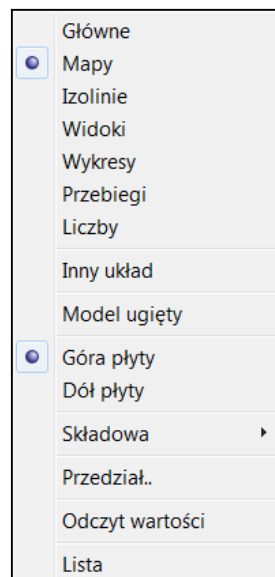 Główne
Mapy
Izolinie
Widoki
Wykresy
Przebiegi
Liczby
Inny układ
Model ugięty
Góra płyty
Dół płyty
Składowa
Przedział..
Odczyt wartości
Lista